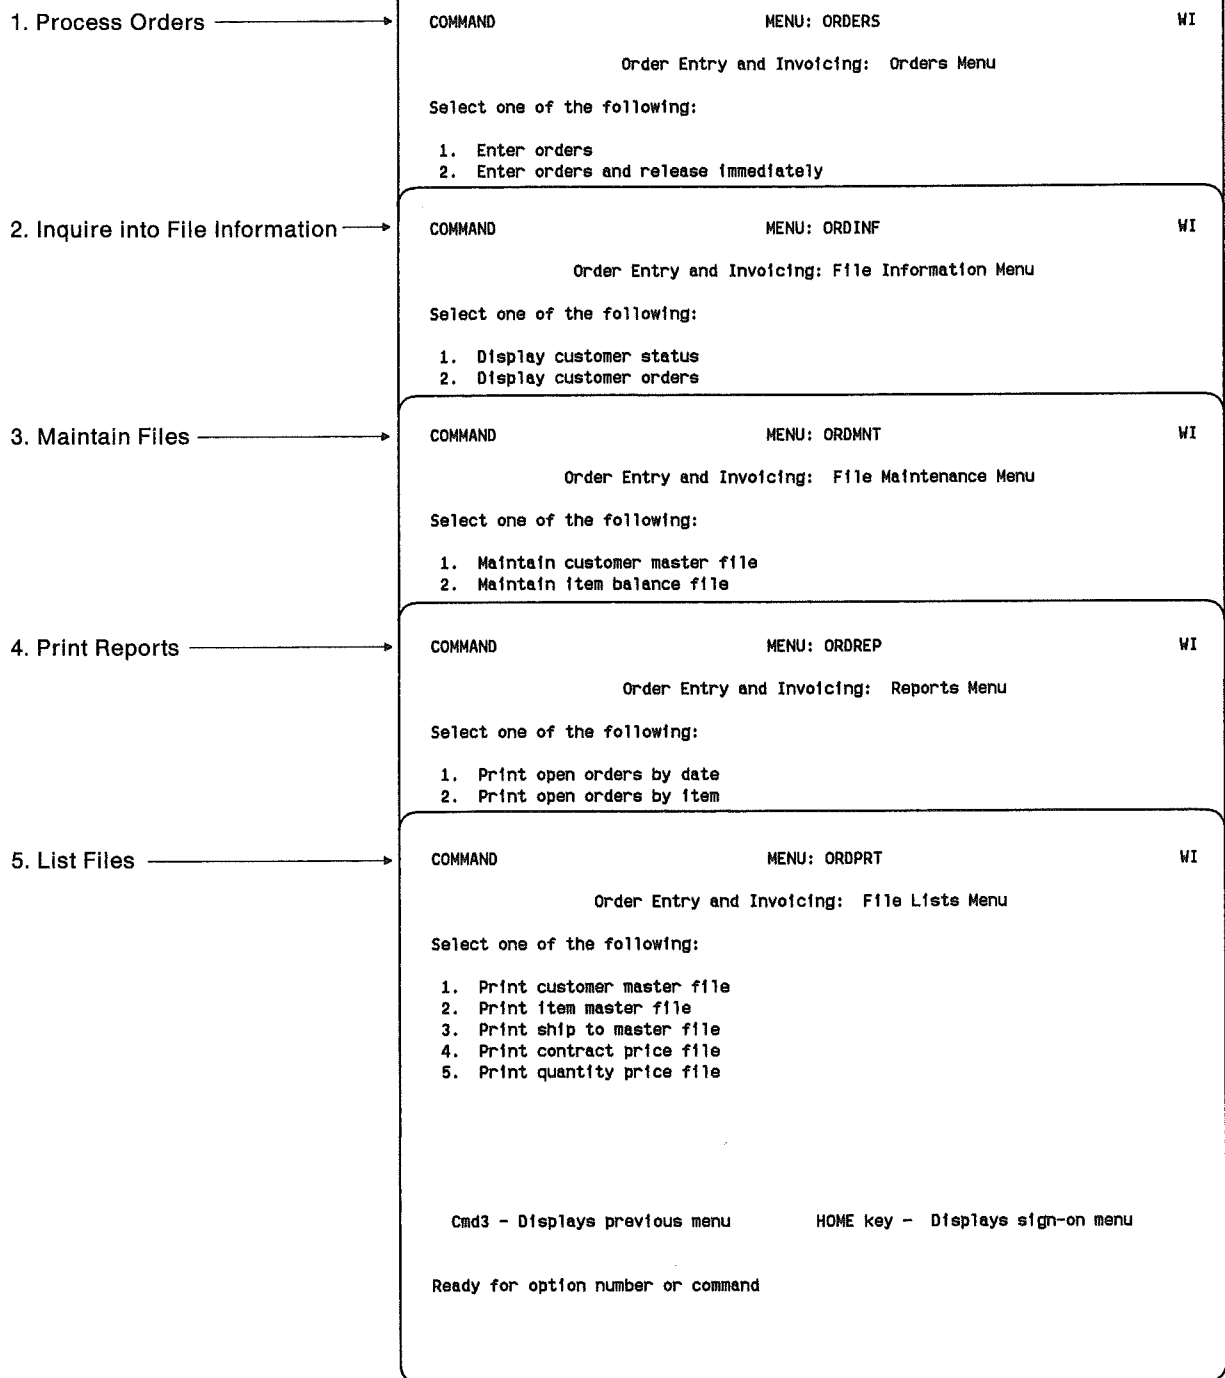 1. Process Orders
COMMAND MENU: ORDERS WI
Order Entry and Invoicing: Orders Menu
Select one of the following:
1. Enter orders
2. Enter orders and release immediately
2. Inquire into File Information
COMMAND MENU: ORDINF WI
Order Entry and Invoicing: File Information Menu
Select one of the following:
1. Display customer status
2. Display customer orders
3. Maintain Files
COMMAND MENU: ORDMNT WI
Order Entry and Invoicing: File Maintenance Menu
Select one of the following:
1. Maintain customer master file
2. Maintain item balance file
4. Print Reports
COMMAND MENU: ORDREP WI
Order Entry and Invoicing: Reports Menu
Select one of the following:
1. Print open orders by date
2. Print open orders by item
5. List Files
COMMAND MENU: ORDPRT WI
Order Entry and Invoicing: File Lists Menu
Select one of the following:
1. Print customer master file
2. Print item master file
3. Print ship to master file
4. Print contract price file
5. Print quantity price file
Cmd3 - Displays previous menu HOME key - Displays sign-on menu
Ready for option number or command